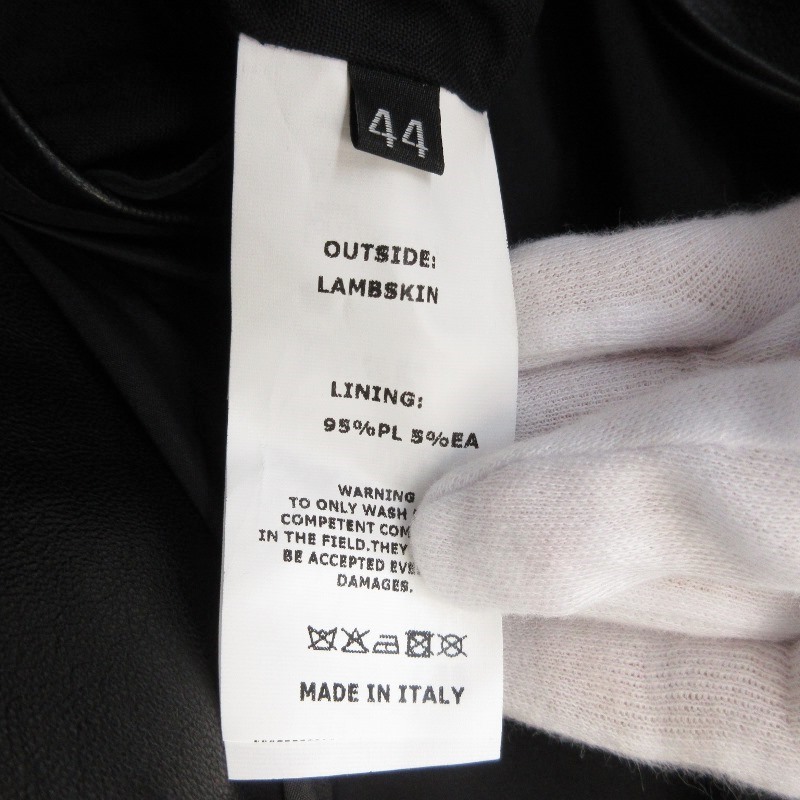 44
OUTSIDE:
LAMBSKIN
LINING:
95%PL 5%EA
WARNING
TO ONLY WASH
COMPETENT
IN THE FIELD.THEY
BE ACCEPTED
DAMAGES.
MADE IN ITALY